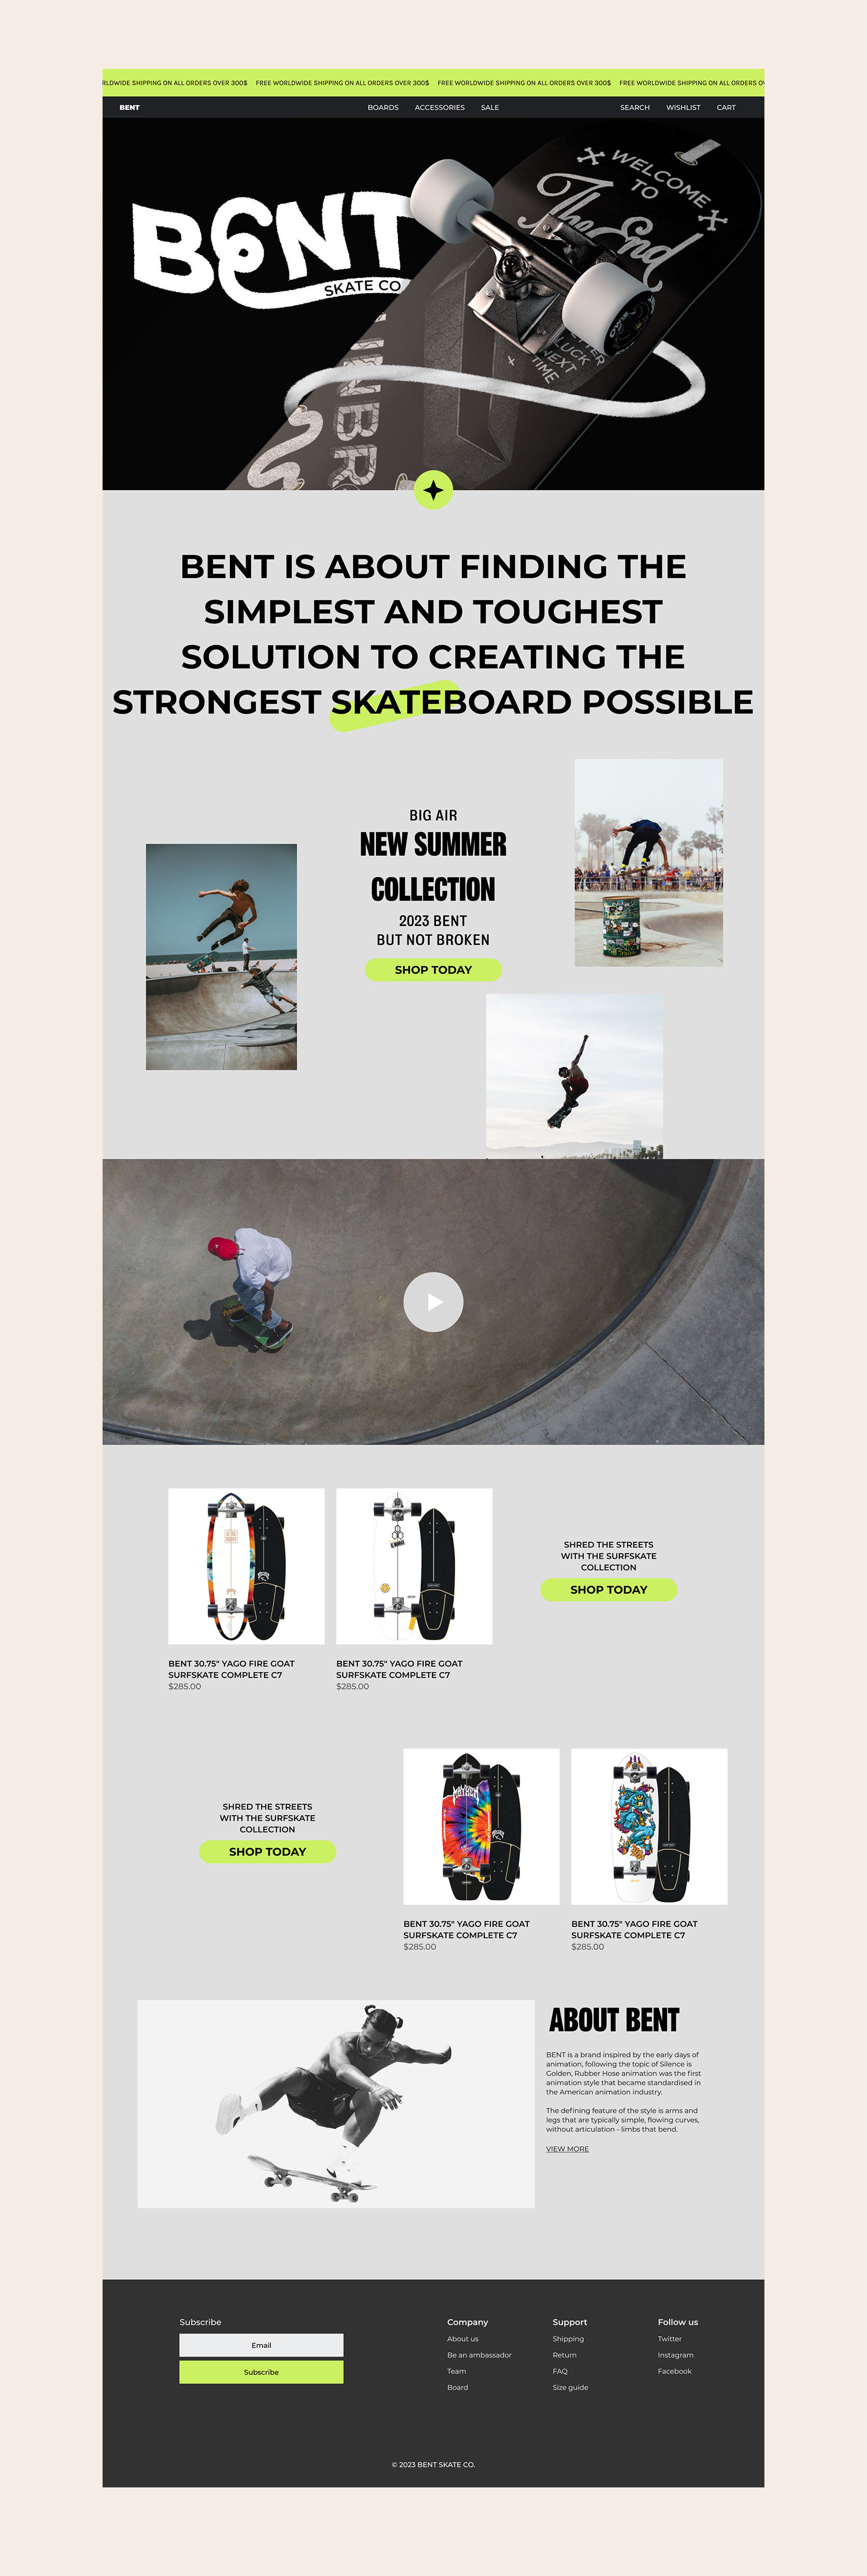 RLDWIDE SHIPPING ON ALL ORDERS OVER 300$ FREE WORLDWIDE SHIPPING ON ALL ORDERS OVER 300$ FREE WORLDWIDE SHIPPING ON ALL ORDERS OVER 300$ FREE WORLDWIDE SHIPPING ON ALL ORDERS OV
BENT BOARDS ACCESSORIES SALE SEARCH WISHLIST CART
BENT
SKATE CO
WELCOME
TO
The End
LUCK
NEXT
TIME
BENT IS ABOUT FINDING THE
SIMPLEST AND TOUGHEST
SOLUTION TO CREATING THE
STRONGEST SKATEBOARD POSSIBLE
BIG AIR
NEW SUMMER
COLLECTION
2023 BENT
BUT NOT BROKEN
SHOP TODAY
SHRED THE STREETS
WITH THE SURFSKATE
COLLECTION
SHOP TODAY
BENT 30.75" YAGO FIRE GOAT
SURFSKATE COMPLETE C7
$285.00
BENT 30.75" YAGO FIRE GOAT
SURFSKATE COMPLETE C7
$285.00
SHRED THE STREETS
WITH THE SURFSKATE
COLLECTION
SHOP TODAY
MAYHEM
BENT 30.75" YAGO FIRE GOAT
SURFSKATE COMPLETE C7
$285.00
BENT 30.75" YAGO FIRE GOAT
SURFSKATE COMPLETE C7
$285.00
ABOUT BENT
BENT is a brand inspired by the early days of
animation, following the topic of Silence is
Golden, Rubber Hose animation was the first
animation style that became standardised in
the American animation industry.
The defining feature of the style is arms and
legs that are typically simple, flowing curves,
without articulation - limbs that bend.
VIEW MORE
Subscribe
Email
Subscribe
Company
About us
Be an ambassador
Team
Board
Support
Shipping
Return
FAQ
Size guide
Follow us
Twitter
Instagram
Facebook
© 2023 BENT SKATE CO.